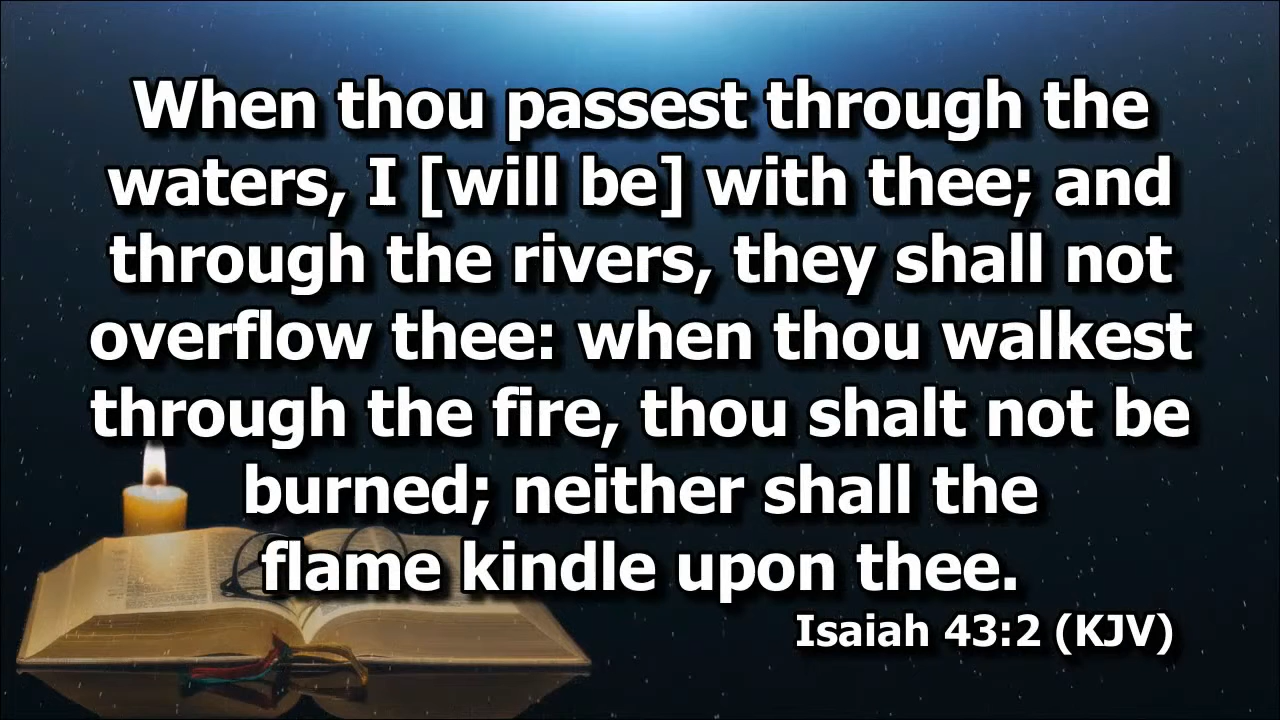 When thou passest through the
waters, I [will be] with thee; and
through the rivers, they shall not
overflow thee: when thou walkest
through the fire, thou shalt not be
burned; neither shall the
flame kindle upon thee.
Isaiah 43:2 (KJV)